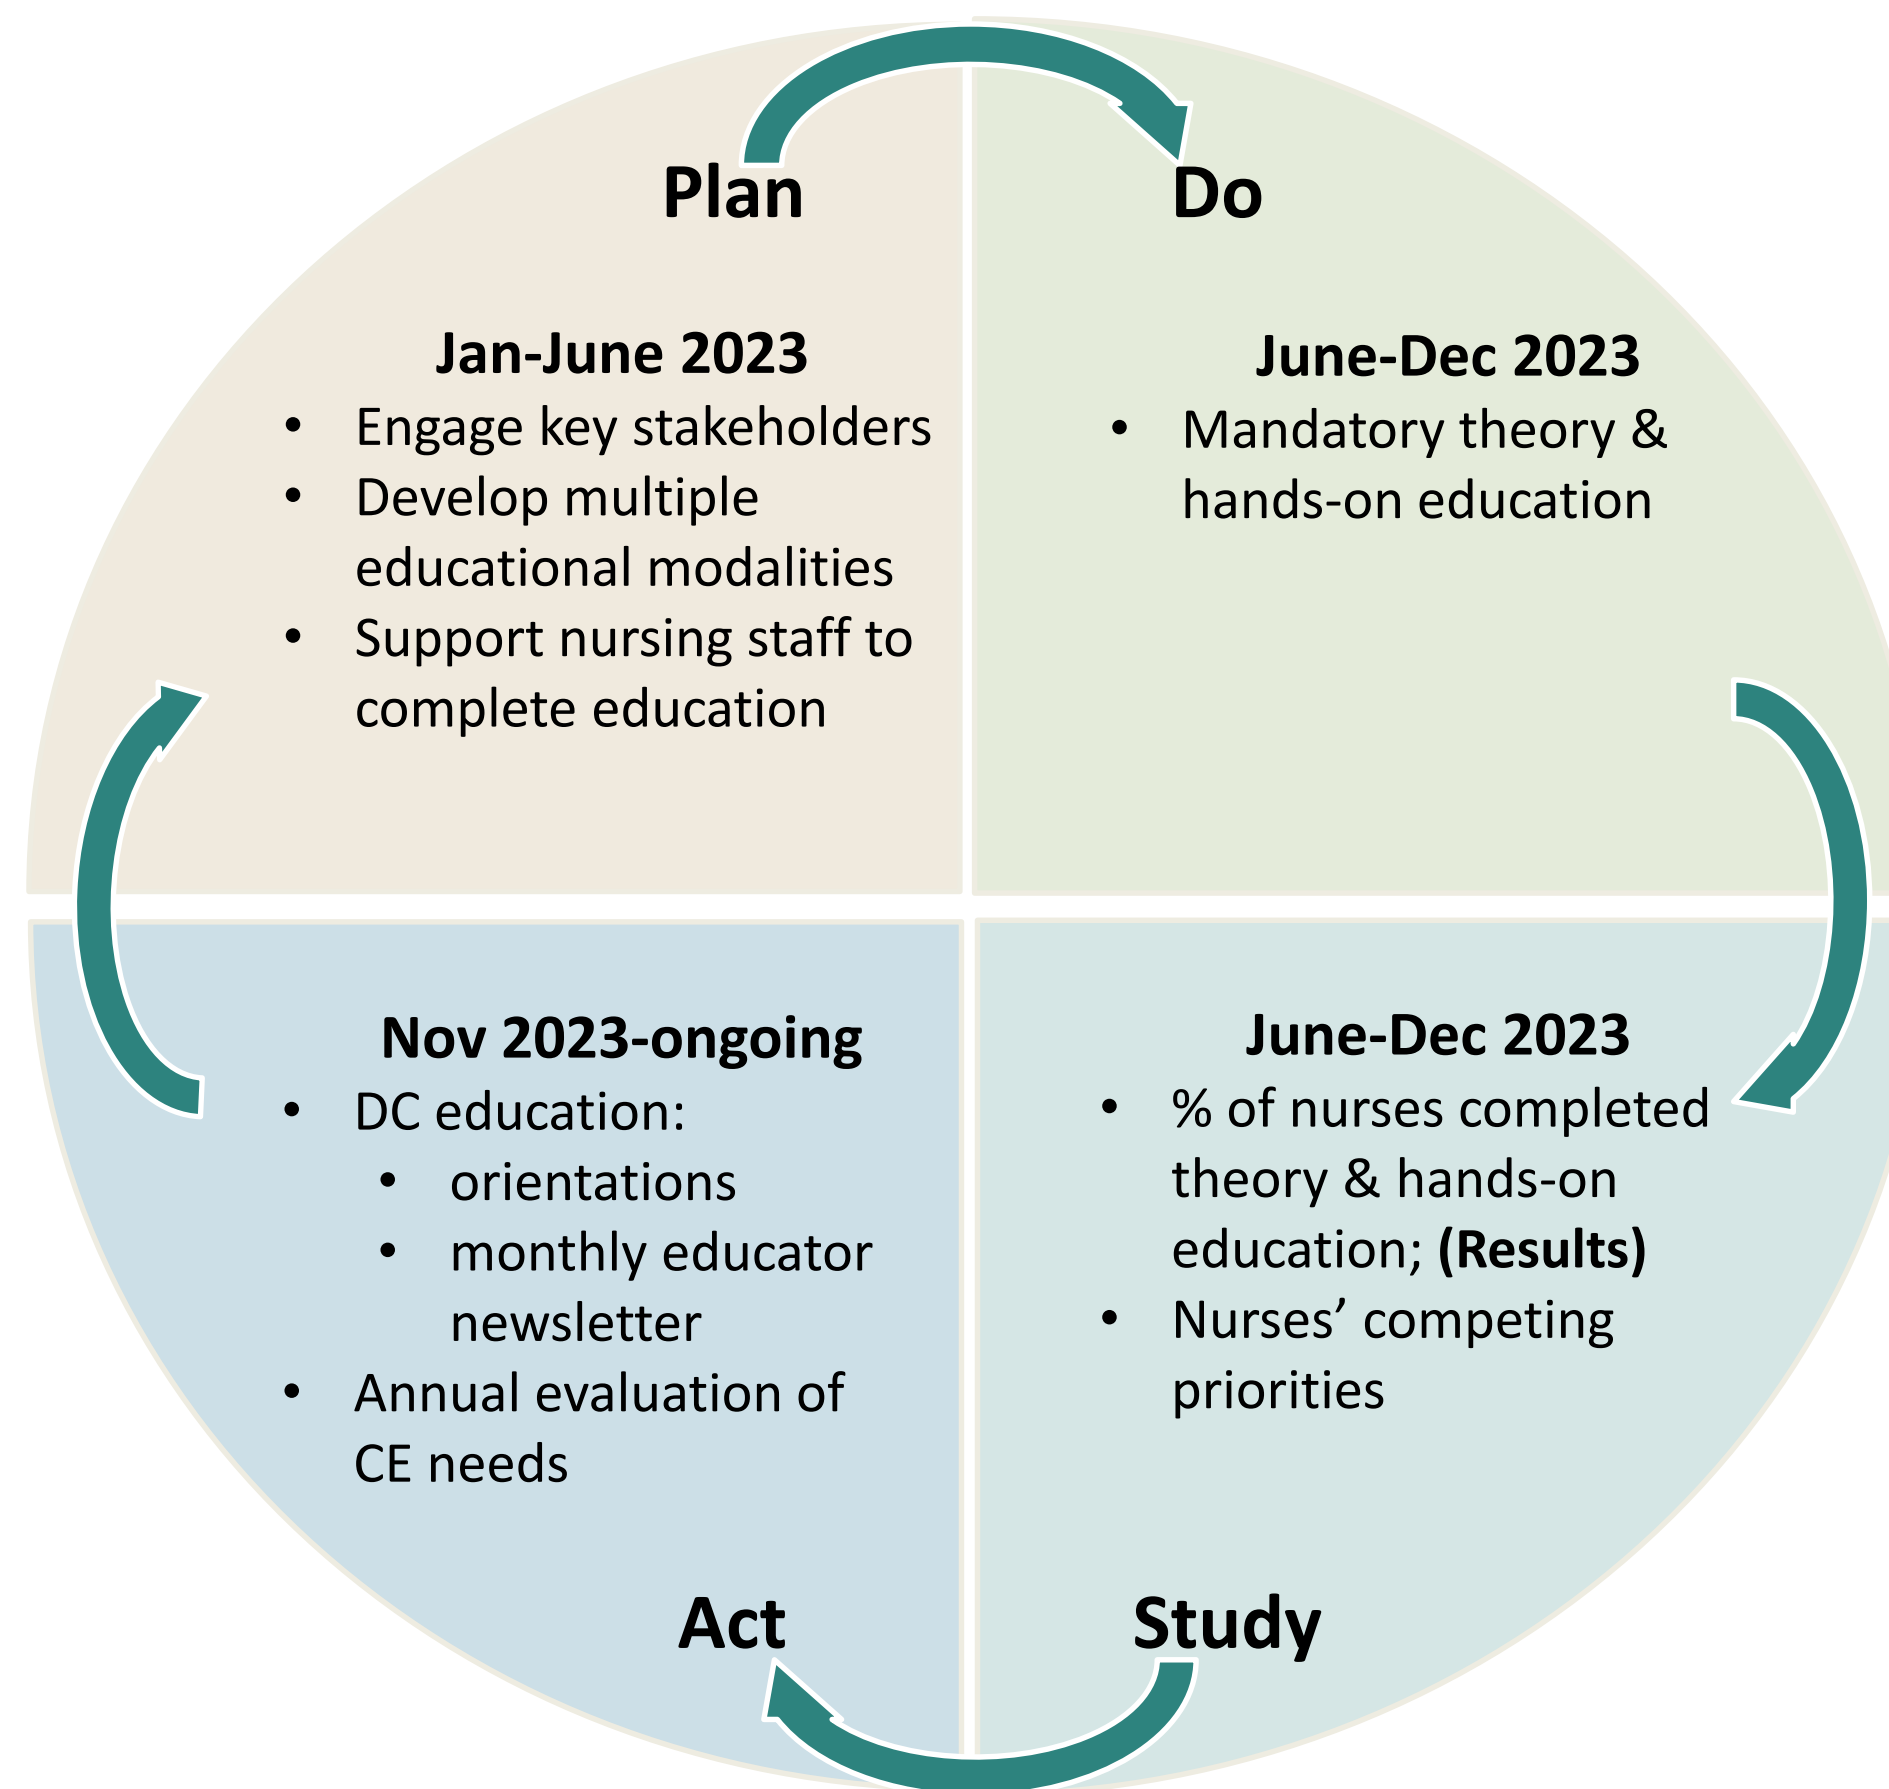 Plan
Jan-June 2023
• Engage key stakeholders
• Develop multiple
educational modalities
• Support nursing staff to
complete education
Do
June-Dec 2023
• Mandatory theory &
hands-on education
June-Dec 2023
• % of nurses completed
theory & hands-on
education; (Results)
• Nurses’ competing
priorities
Study
Nov 2023-ongoing
• DC education:
• orientations
• monthly educator
newsletter
• Annual evaluation of
CE needs
Act